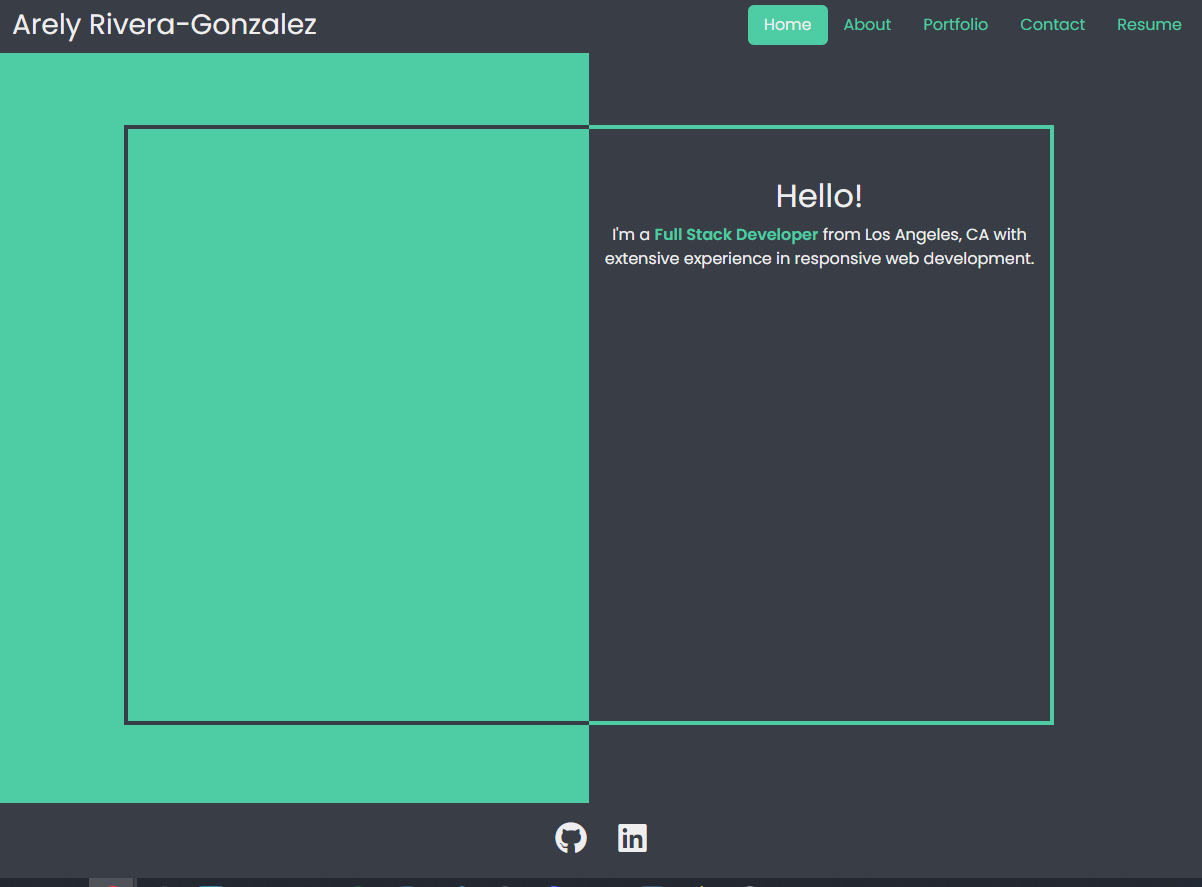 Arely Rivera-Gonzalez
Home About Portfolio Contact Resume
Hello!
I'm a Full Stack Developer from Los Angeles, CA with
extensive experience in responsive web development.
in